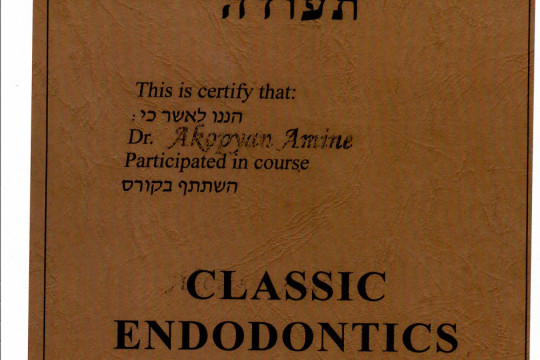 תעודה
This is certify that:
הננו לאשר כי:
Dr. Akopyan Amine
Participated in course
השתתף בקורס
CLASSIC
ENDODONTICS